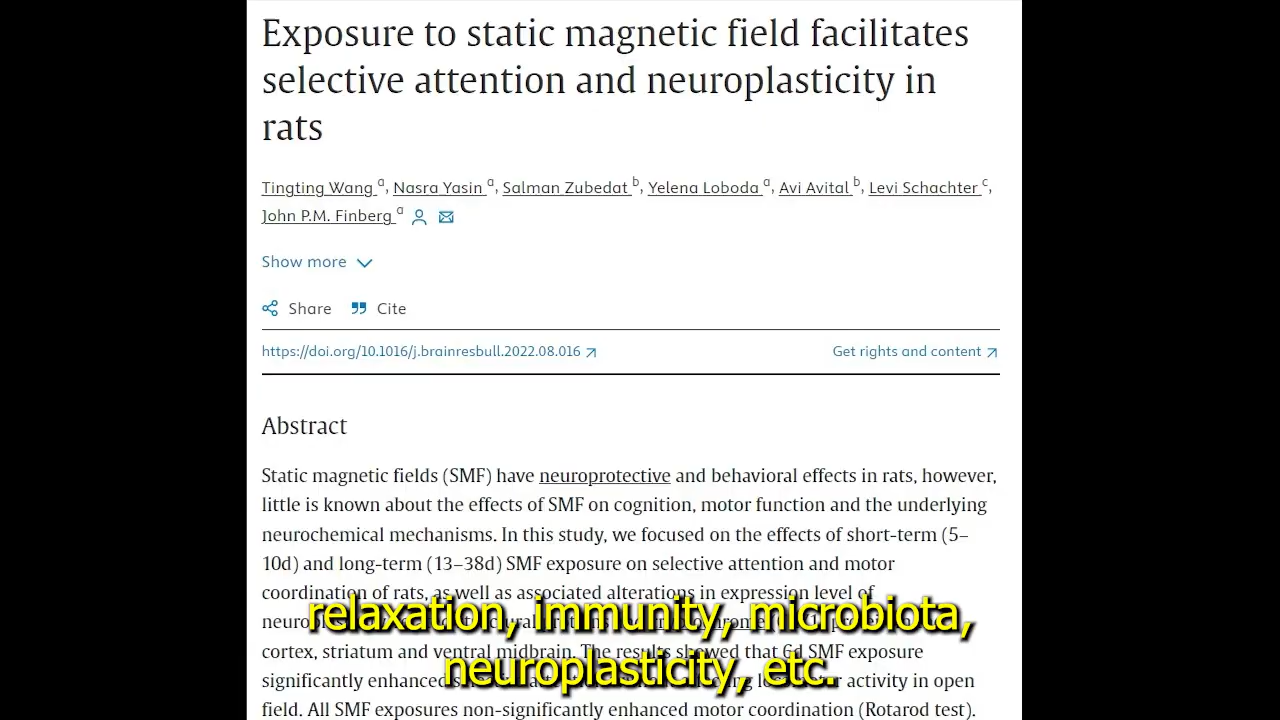 Exposure to static magnetic field facilitates
selective attention and neuroplasticity in
rats
Tingting Wang a, Nasra Yasin a, Salman Zubedat b, Yelena Loboda a, Avi Avital b, Levi Schachter c,
John P.M. Finberg a
Show more
Share Cite
https://doi.org/10.1016/j.brainresbull.2022.08.016
Get rights and content
Abstract
Static magnetic fields (SMF) have neuroprotective and behavioral effects in rats, however,
little is known about the effects of SMF on cognition, motor function and the underlying
neurochemical mechanisms. In this study, we focused on the effects of short-term (5–
10d) and long-term (13–38d) SMF exposure on selective attention and motor
coordination of rats, as well as associated alterations in expression level of
relaxation, immunity, microbiota,
cortex, striatum and ventral midbrain. The results showed that 6d SMF exposure
neuroplasticity, etc.
significantly enhanced activity in open
field. All SMF exposures non-significantly enhanced motor coordination (Rotarod test).